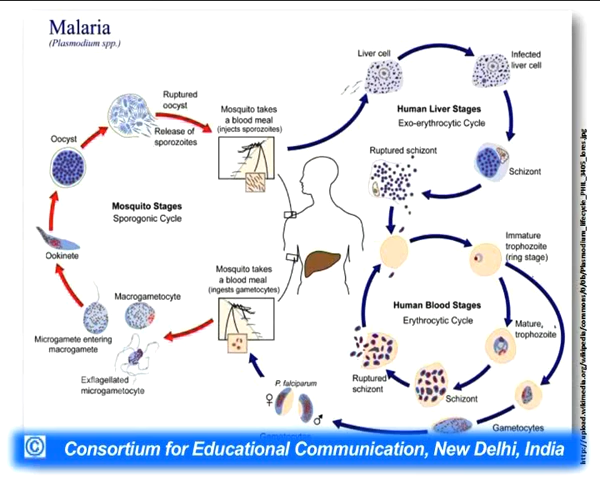 Malaria
(Plasmodium spp.)
Liver cell
Infected
liver cell
Ruptured
oocyst
Mosquito takes
a blood meal
(injects sporozoites)
Human Liver Stages
Exo-erythrocytic Cycle
Oocyst
Release of
sporozoites
Ruptured schizont
Schizont
Mosquito Stages
Sporogonic Cycle
Immature
trophozoite
(ring stage)
Ookinete
Mosquito takes
a blood meal
(ingests gametocytes)
Macrogametocyte
Human Blood Stages
Erythrocytic Cycle
Mature,
trophozoite
Microgamete entering
macrogamete
Exflagellated
microgametocyte
Ruptured
schizont
P. falciparum
♀
♂
Schizont
Gametocytes
© Consortium for Educational Communication, New Delhi, India